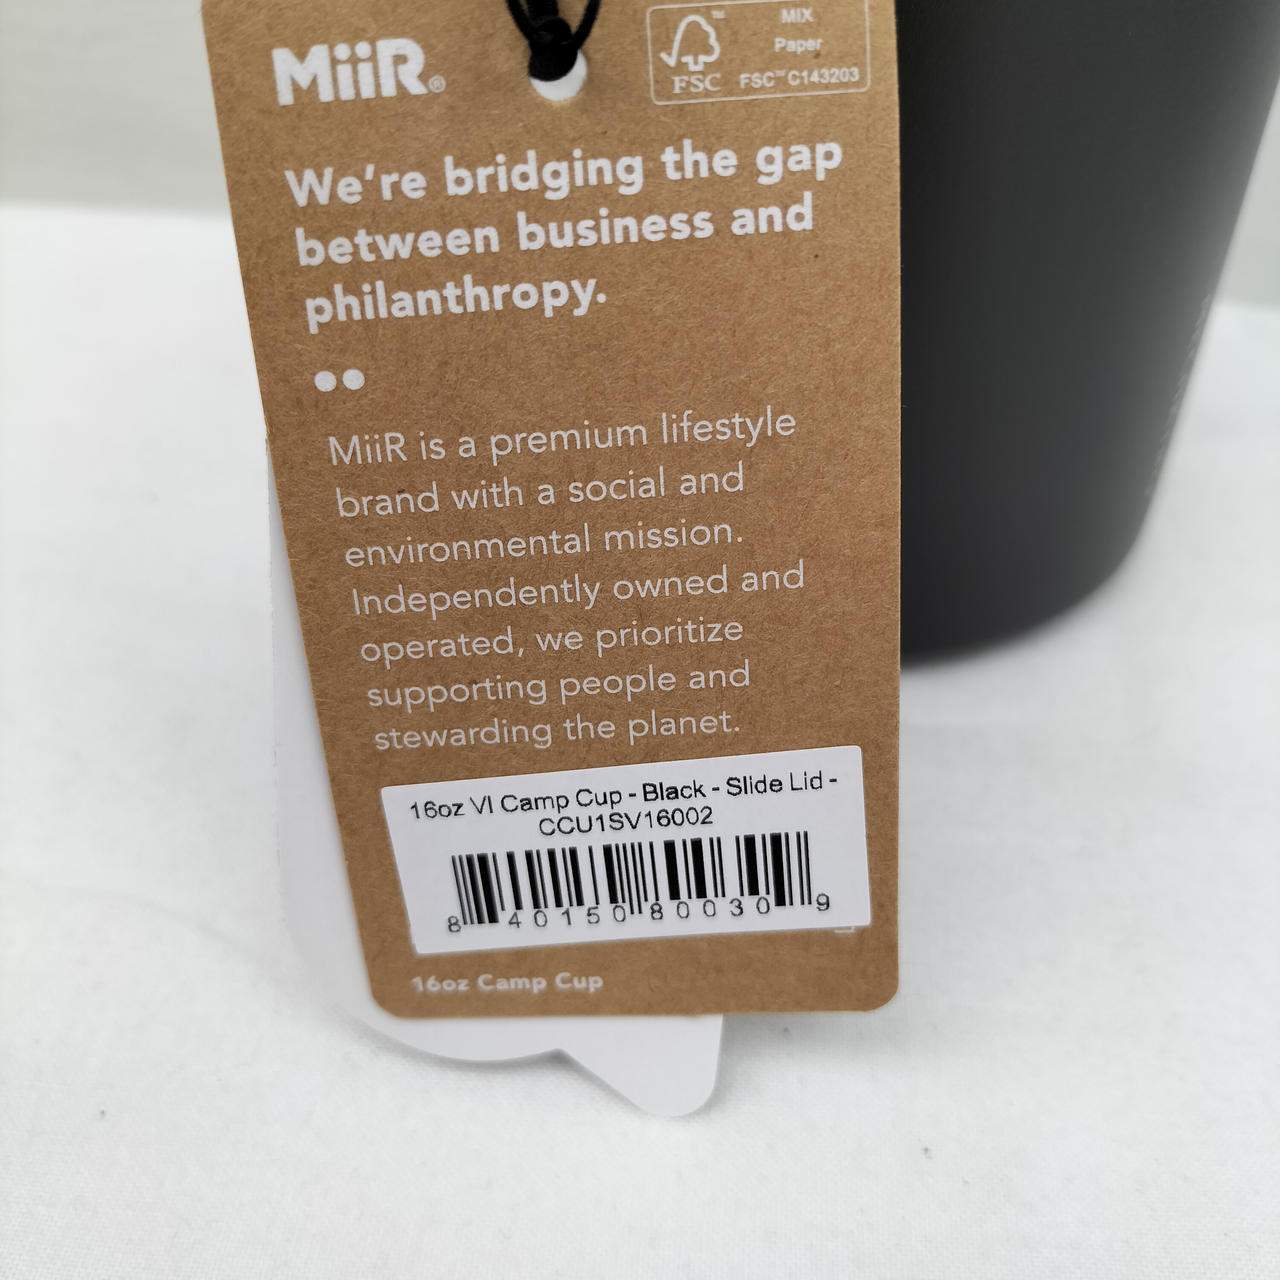 MiiR®
FSC™
MIX
Paper
FSC™ C143203
We're bridging the gap
between business and
philanthropy.
MiiR is a premium lifestyle
brand with a social and
environmental mission.
Independently owned and
operated, we prioritize
supporting people and
stewarding the planet.
16oz VI Camp Cup - Black - Slide Lid -
CCU1SV16002
8 40150 80030 9
16oz Camp Cup